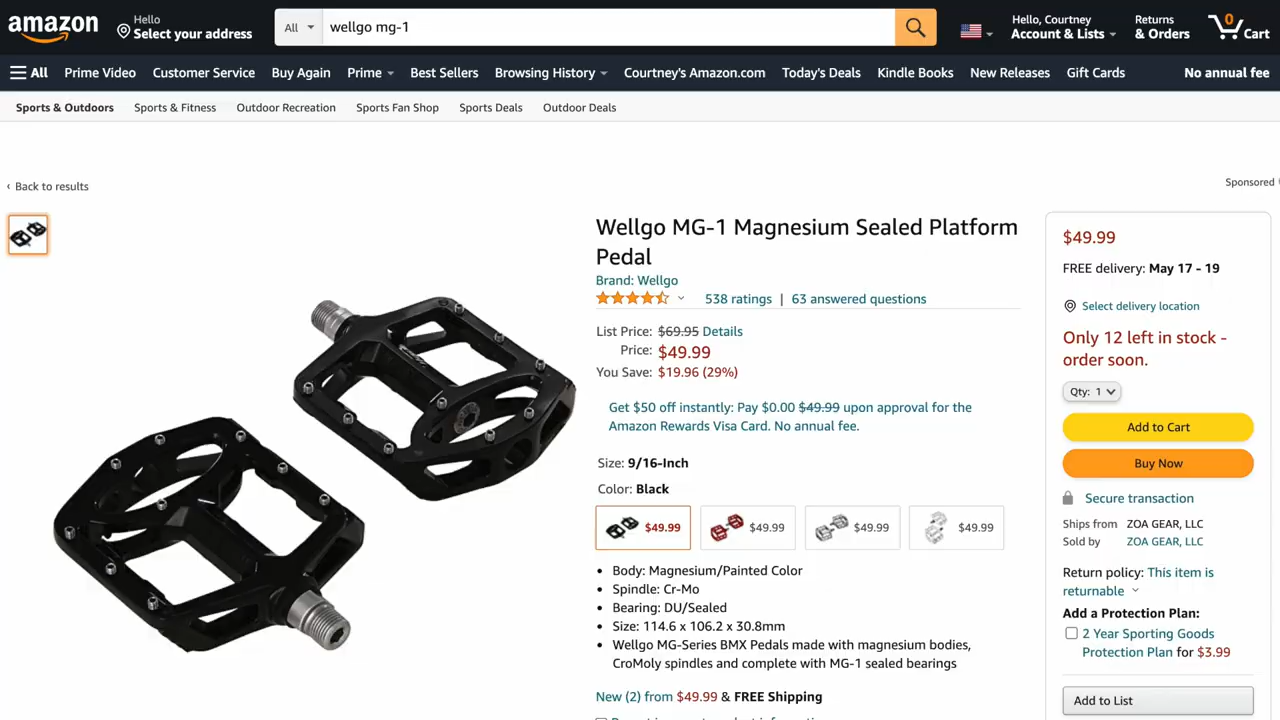 amazon
Hello
Select your address
All
wellgo mg-1
Hello, Courtney
Account & Lists
Returns
& Orders
0
Cart
All
Prime Video
Customer Service
Buy Again
Prime
Best Sellers
Browsing History
Courtney's Amazon.com
Today's Deals
Kindle Books
New Releases
Gift Cards
No annual fee
Sports & Outdoors
Sports & Fitness
Outdoor Recreation
Sports Fan Shop
Sports Deals
Outdoor Deals
‹ Back to results
Sponsored
Wellgo MG-1 Magnesium Sealed Platform
Pedal
Brand: Wellgo
538 ratings | 63 answered questions
List Price: $69.95 Details
Price: $49.99
You Save: $19.96 (29%)
Get $50 off instantly: Pay $0.00 $49.99 upon approval for the
Amazon Rewards Visa Card. No annual fee.
Size: 9/16-Inch
Color: Black
$49.99
$49.99
$49.99
$49.99
• Body: Magnesium/Painted Color
• Spindle: Cr-Mo
• Bearing: DU/Sealed
• Size: 114.6 x 106.2 x 30.8mm
• Wellgo MG-Series BMX Pedals made with magnesium bodies,
CroMoly spindles and complete with MG-1 sealed bearings
New (2) from $49.99 & FREE Shipping
$49.99
FREE delivery: May 17 - 19
Select delivery location
Only 12 left in stock -
order soon.
Qty: 1
Add to Cart
Buy Now
Secure transaction
Ships from ZOA GEAR, LLC
Sold by ZOA GEAR, LLC
Return policy: This item is
returnable
Add a Protection Plan:
2 Year Sporting Goods
Protection Plan for $3.99
Add to List